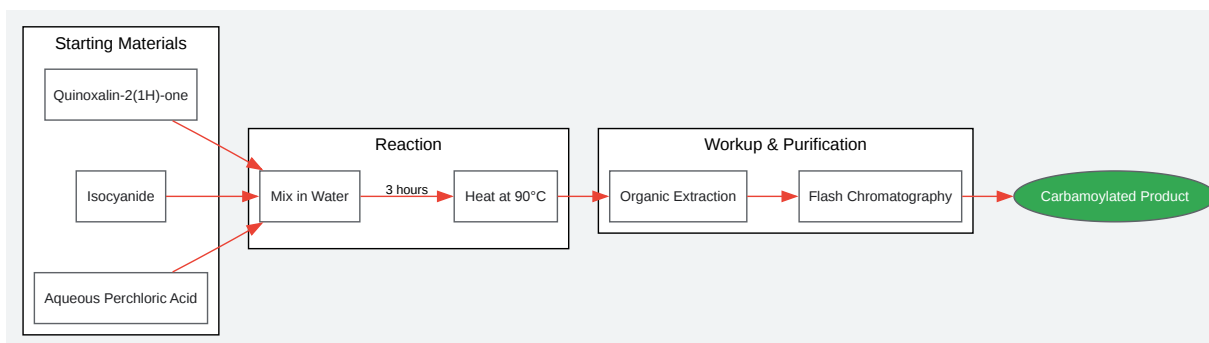 Starting Materials
Quinoxalin-2(1H)-one
Isocyanide
Aqueous Perchloric Acid
Reaction
Mix in Water
3 hours
Heat at 90°C
Workup & Purification
Organic Extraction
Flash Chromatography
Carbamoylated Product